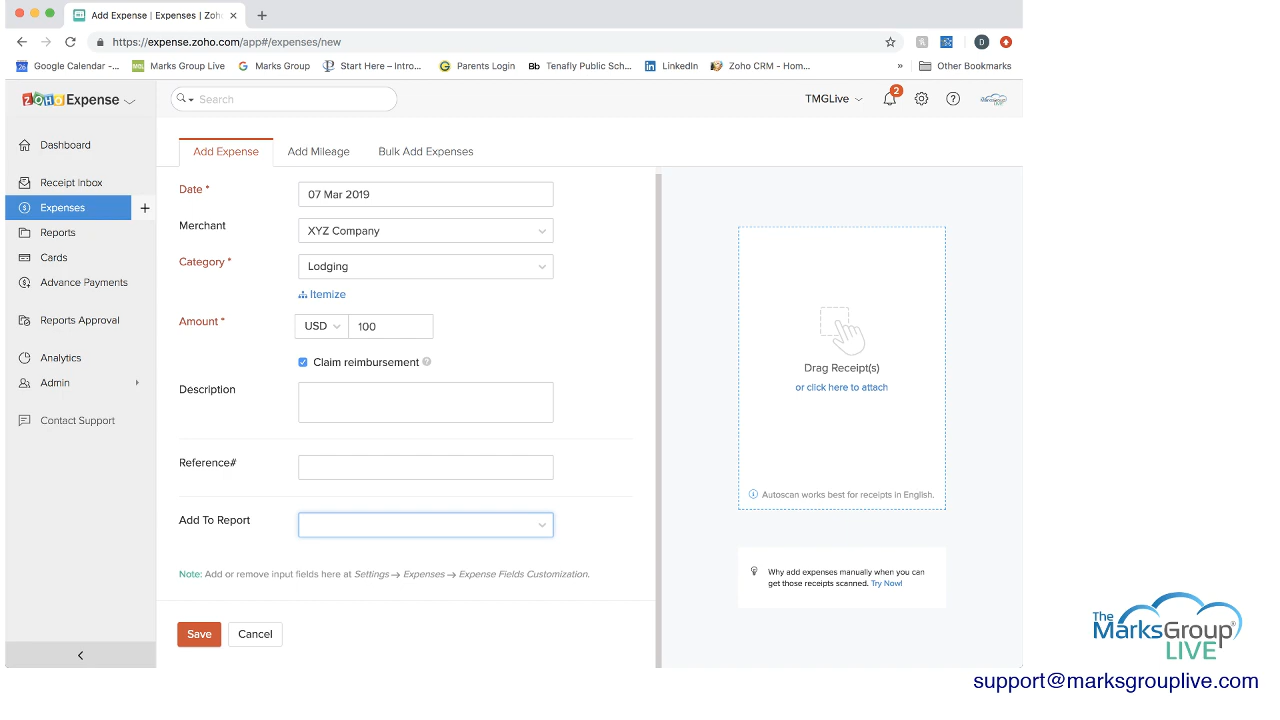 Add Expense | Expenses | Zoho
https://expense.zoho.com/app#/expenses/new
Google Calendar -...
Marks Group Live
Marks Group
Start Here – Intro...
Parents Login
Bb Tenafly Public Sch...
LinkedIn
Zoho CRM - Hom...
»
Other Bookmarks
ZOHO Expense
Search
TMGLive
2
Dashboard
Receipt Inbox
Expenses
+
Reports
Cards
Advance Payments
Reports Approval
Analytics
Admin
Contact Support
Add Expense
Add Mileage
Bulk Add Expenses
Date *
07 Mar 2019
Merchant
XYZ Company
Category *
Lodging
Itemize
Amount *
USD
100
Claim reimbursement
Description
Reference#
Add To Report
Note: Add or remove input fields here at Settings → Expenses → Expense Fields Customization.
Save
Cancel
Drag Receipt(s)
or click here to attach
Autoscan works best for receipts in English.
Why add expenses manually when you can
get those receipts scanned. Try Now!
The
MarksGroup®
LIVE
support@marksgrouplive.com